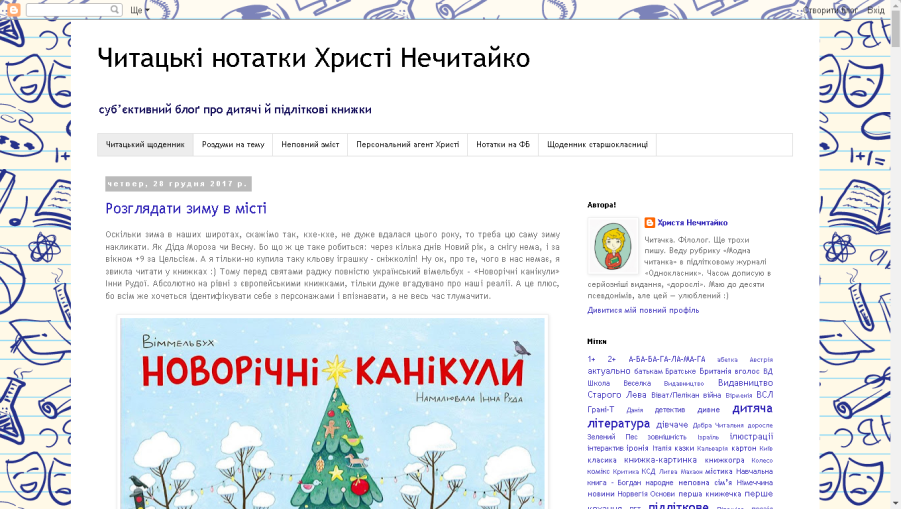 Ще
Створити блог
Вхід
Читацькі нотатки Христі Нечитайко
суб'єктивний блоґ про дитячі й підліткові книжки
Читацький щоденник
Роздуми на тему
Неповний зміст
Персональний агент Христі
Нотатки на ФБ
Щоденник старшокласниці
четвер, 28 грудня 2017 р.
Розглядати зиму в місті
Оскільки зима в наших широтах, скажімо так, кхе-кхе, не дуже вдалася цього року, то треба цю саму зиму
накликати. Як Діда Мороза чи Весну. Бо що ж це таке робиться: через кілька днів Новий рік, а снігу нема, і за
вікном +9 за Цельсієм. А я тільки-но купила таку кльову іграшку - сніжколіп! Ну ок, про те, чого в нас немає, я
звикла читати у книжках :) Тому перед святами раджу повністю український вімельбух - «Новорічні канікули»
Інни Рудої. Абсолютно на рівні з європейськими книжками, тільки дуже вгадувано про наші реалії. А це плюс,
бо всім же хочеться ідентифікувати себе з персонажами і впізнавати, а не весь час тлумачити.
Віммельбух
Новорічні канікули
Намалювала Інна Руда
Автора!
Христя Нечитайко
Читачка. Філолог. Ще трохи
пишу. Веду рубрику «Модна
читанка» в підлітковому журналі
«Однокласник». Часом дописую в
серйозніші видання, «дорослі». Маю до десяти
псевдонімів, але цей — улюблений :)
Дивитися мій повний профіль
Мітки
1+ 2+ А-БА-БА-ГА-ЛА-МА-ГА абетка Австрія
актуально батькам Братське Британія вголос ВД
Школа Веселка Видавництво Видавництво
Старого Лева Віват/Пелікан війна Вірменія ВСЛ
Грані-Т Данія детектив дивне дитяча
література дівчаче Добра Читальня доросле
Зелений Пес зовнішність Ізраїль ілюстрації
інтерактив іронія Італія казки Кальварія картон Київ
класика книжка-картинка книжкогра Колесо
комікс Критика КСД Литва Махаон містика Навчальна
книга - Богдан народне неповна сім'я Німеччина
новини Норвегія Основи перша книжечка перше
кохання ПЕТ підліткове